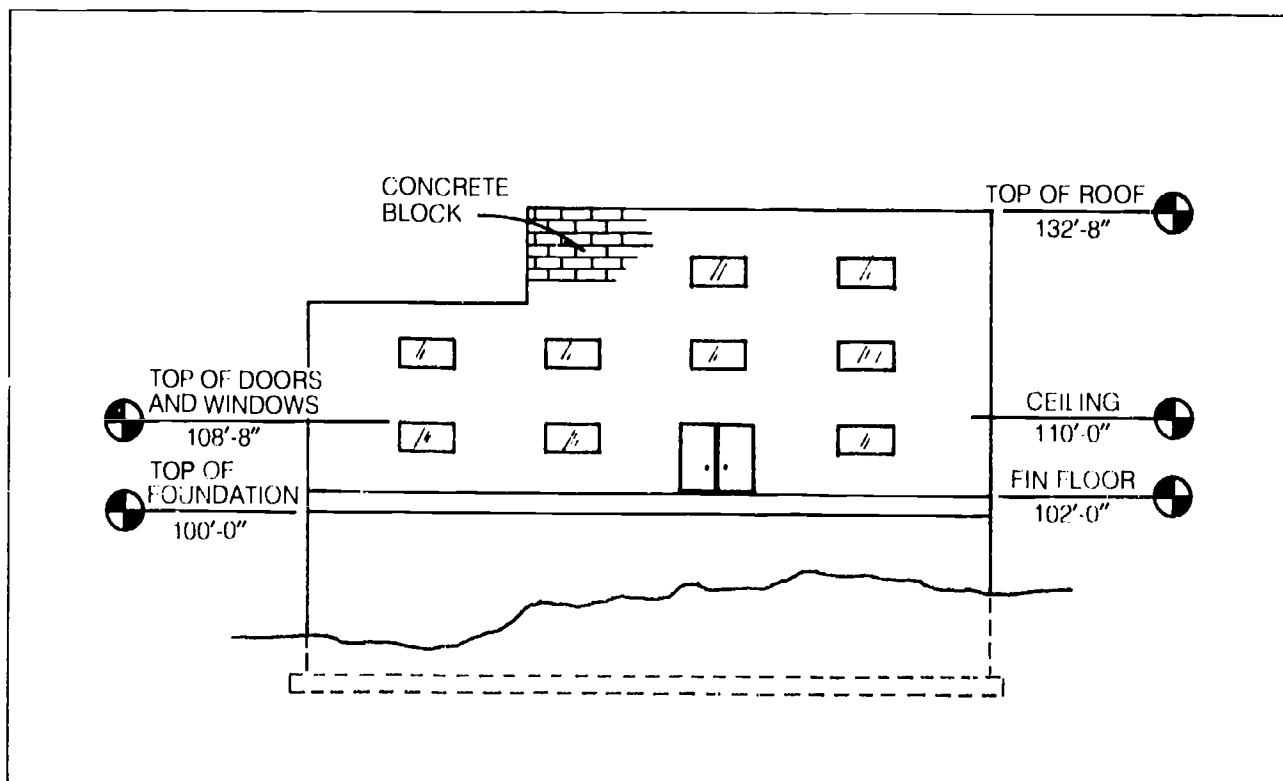 CONCRETE
BLOCK
TOP OF ROOF
132'-8"
TOP OF DOORS
AND WINDOWS
108'-8"
CEILING
110'-0"
TOP OF
FOUNDATION
100'-0"
FIN FLOOR
102'-0"